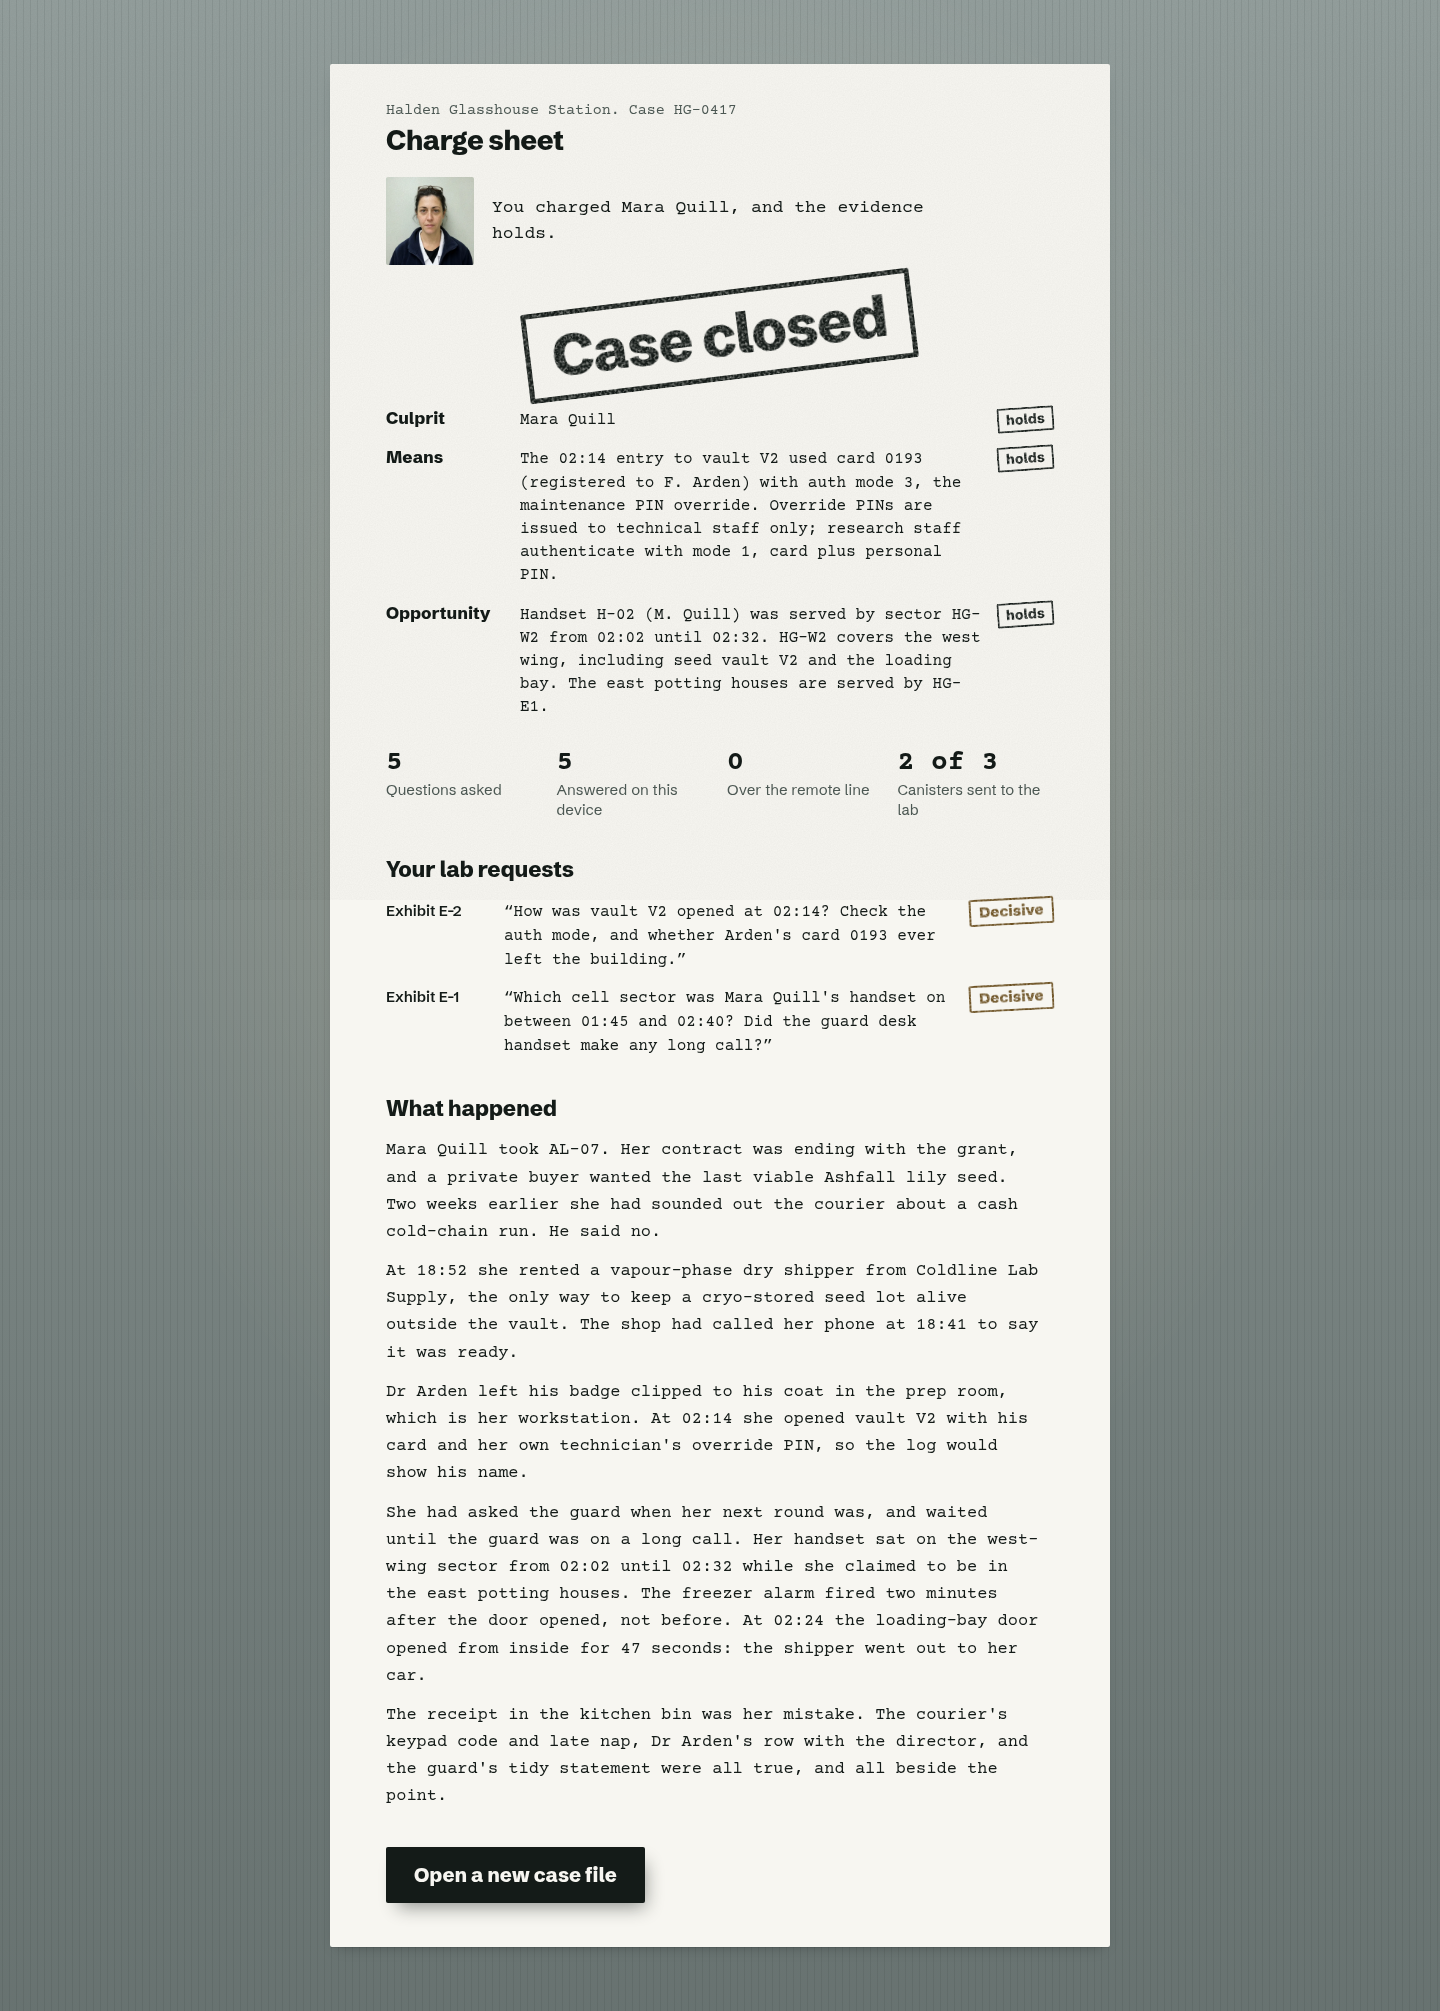 Halden Glasshouse Station. Case HG-0417
Charge sheet
You charged Mara Quill, and the evidence
holds.
Case closed
Culprit
Mara Quill
holds
Means
The 02:14 entry to vault V2 used card 0193
(registered to F. Arden) with auth mode 3, the
maintenance PIN override. Override PINs are
issued to technical staff only; research staff
authenticate with mode 1, card plus personal
PIN.
holds
Opportunity
Handset H-02 (M. Quill) was served by sector HG-
W2 from 02:02 until 02:32. HG-W2 covers the west
wing, including seed vault V2 and the loading
bay. The east potting houses are served by HG-
E1.
holds
5
Questions asked
5
Answered on this
device
0
Over the remote line
2 of 3
Canisters sent to the
lab
Your lab requests
Exhibit E-2
“How was vault V2 opened at 02:14? Check the
auth mode, and whether Arden's card 0193 ever
left the building.”
Decisive
Exhibit E-1
“Which cell sector was Mara Quill's handset on
between 01:45 and 02:40? Did the guard desk
handset make any long call?”
Decisive
What happened
Mara Quill took AL-07. Her contract was ending with the grant,
and a private buyer wanted the last viable Ashfall lily seed.
Two weeks earlier she had sounded out the courier about a cash
cold-chain run. He said no.
At 18:52 she rented a vapour-phase dry shipper from Coldline Lab
Supply, the only way to keep a cryo-stored seed lot alive
outside the vault. The shop had called her phone at 18:41 to say
it was ready.
Dr Arden left his badge clipped to his coat in the prep room,
which is her workstation. At 02:14 she opened vault V2 with his
card and her own technician's override PIN, so the log would
show his name.
She had asked the guard when her next round was, and waited
until the guard was on a long call. Her handset sat on the west-
wing sector from 02:02 until 02:32 while she claimed to be in
the east potting houses. The freezer alarm fired two minutes
after the door opened, not before. At 02:24 the loading-bay door
opened from inside for 47 seconds: the shipper went out to her
car.
The receipt in the kitchen bin was her mistake. The courier's
keypad code and late nap, Dr Arden's row with the director, and
the guard's tidy statement were all true, and all beside the
point.
Open a new case file